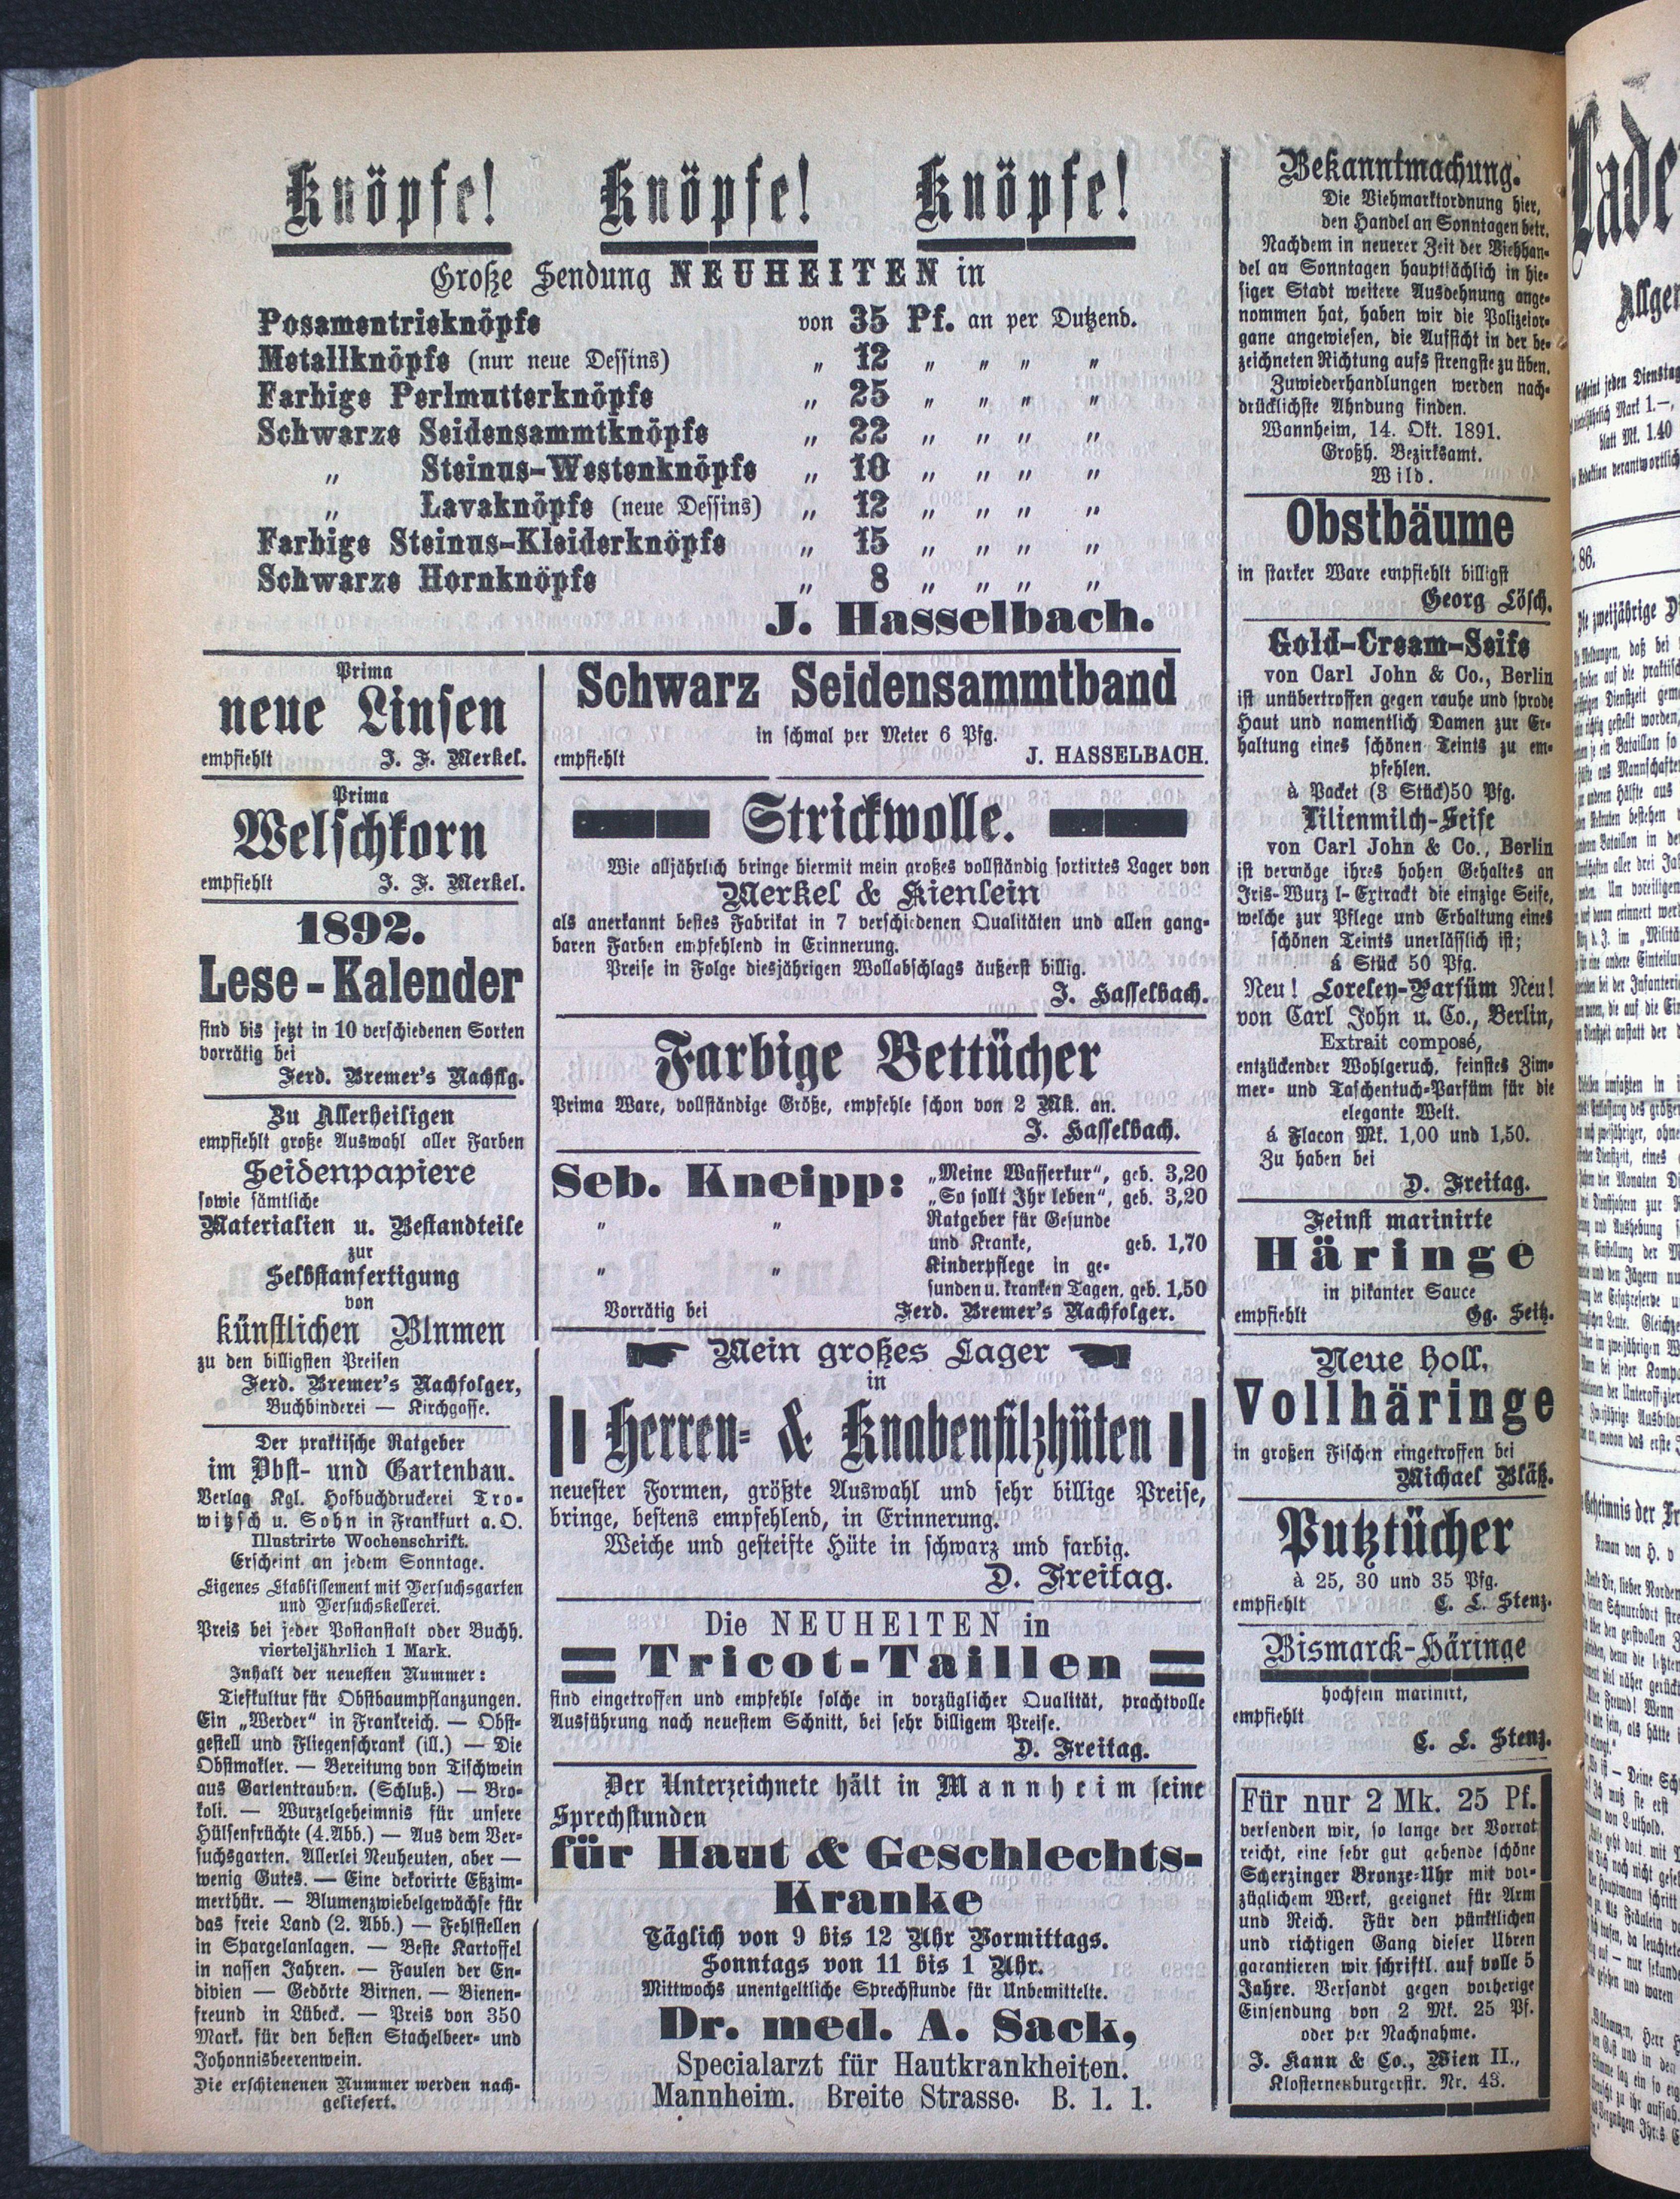 Knöpfe! Knöpfe! Knöpfe!
Große Sendung NEUHEITEN in
Posamentrieknöpfe von 35 Pf. an per Dutzend.
Metallknöpfe (nur neue Dessins) „ 12 „ „ „ „
Farbige Perlmutterknöpfe „ 25 „ „ „ „
Schwarze Seidensammtknöpfe „ 22 „ „ „ „
„ Steinus-Westenknöpfe „ 10 „ „ „ „
„ Lavaknöpfe (neue Dessins) „ 12 „ „ „ „
Farbige Steinus-Kleiderknöpfe „ 15 „ „ „ „
Schwarze Hornknöpfe „ 8 „ „ „ „
J. Hasselbach.
Prima
neue Linsen
empfiehlt J. F. Merkel.
Prima
Welschkorn
empfiehlt J. F. Merkel.
1892.
Lese-Kalender
sind bis jetzt in 10 verschiedenen Sorten
vorrätig bei
Ferd. Bremer's Nachflg.
Zu Allerheiligen
empfiehlt große Auswahl aller Farben
Seidenpapiere
sowie sämtliche
Materialien u. Bestandteile
zur
Selbstanfertigung
von
künstlichen Blnmen
zu den billigsten Preisen
Ferd. Bremer's Nachfolger,
Buchbinderei — Kirchgasse.
Der praktische Ratgeber
im Obst- und Gartenbau.
Verlag Kgl. Hofbuchdruckerei Tro-
witzsch u. Sohn in Frankfurt a. O.
Illustrirte Wochenschrift.
Erscheint an jedem Sonntage.
Eigenes Etablissement mit Versuchsgarten
und Versuchskellerei.
Preis bei jeder Postanstalt oder Buchh.
vierteljährlich 1 Mark.
Inhalt der neuesten Nummer:
Tiefkultur für Obstbaumpflanzungen.
Ein „Werder“ in Frankreich. — Obst-
gestell und Fliegenschrank (ill.) — Die
Obstmakler. — Bereitung von Tischwein
aus Gartentrauben. (Schluß.) — Bro-
koli. — Wurzelgeheimnis für unsere
Hülsenfrüchte (4. Abb.) — Aus dem Ver-
suchsgarten. Allerlei Neuheuten, aber —
wenig Gutes. — Eine dekorirte Eßzim-
merthür. — Blumenzwiebelgewächse für
das freie Land (2. Abb.) — Fehlstellen
in Spargelanlagen. — Beste Kartoffel
in nassen Jahren. — Faulen der En-
divien — Gedörte Birnen. — Bienen-
freund in Lübeck. — Preis von 350
Mark. für den besten Stachelbeer- und
Johonnisbeerenwein.
Die erschienenen Nummer werden nach-
geliefert.
Schwarz Seidensammtband
in schmal per Meter 6 Pfg.
empfiehlt J. HASSELBACH.
Strickwolle.
Wie alljährlich bringe hiermit mein großes vollständig sortirtes Lager von
Merkel & Kienlein
als anerkannt bestes Fabrikat in 7 verschiedenen Qualitäten und allen gang-
baren Farben empfehlend in Erinnerung.
Preise in Folge diesjährigen Wollabschlags äußerst billig.
J. Hasselbach.
Farbige Bettücher
Prima Ware, vollständige Größe, empfehle schon von 2 Mk. an.
J. Hasselbach.
Seb. Kneipp: „Meine Wasserkur“, geb. 3,20
„So sollt Ihr leben“, geb. 3,20
„ „ Ratgeber für Gesunde
und Kranke, geb. 1,70
„ „ Kinderpflege in ge-
sunden u. kranken Tagen, geb. 1,50
Vorrätig bei Ferd. Bremer's Nachfolger.
Mein großes Lager
in
Herren- & Knabenfilzhüten
neuester Formen, größte Auswahl und sehr billige Preise,
bringe, bestens empfehlend, in Erinnerung.
Weiche und gesteifte Hüte in schwarz und farbig.
D. Freitag.
Die NEUHEITEN in
Tricot-Taillen
sind eingetroffen und empfehle solche in vorzüglicher Qualität, prachtvolle
Ausführung nach neuestem Schnitt, bei sehr billigem Preise.
D. Freitag.
Der Unterzeichnete hält in Mannheim seine
Sprechstunden
für Haut & Geschlechts-
Kranke
Täglich von 9 bis 12 Uhr Vormittags.
Sonntags von 11 bis 1 Uhr.
Mittwochs unentgeltliche Sprechstunde für Unbemittelte.
Dr. med. A. Sack,
Specialarzt für Hautkrankheiten.
Mannheim. Breite Strasse. B. 1. 1.
Bekanntmachung.
Die Viehmarktordnung hier,
den Handel an Sonntagen betr.
Nachdem in neuerer Zeit der Viehhan-
del an Sonntagen hauptsächlich in hie-
siger Stadt weitere Ausdehnung ange-
nommen hat, haben wir die Polizeior-
gane angewiesen, die Aufsicht in der be-
zeichneten Richtung aufs strengste zu üben.
Zuwiederhandlungen werden nach-
drücklichste Ahndung finden.
Mannheim, 14. Okt. 1891.
Großh. Bezirksamt.
Wild.
Obstbäume
in starker Ware empfiehlt billigst
Georg Lösch.
Gold-Cream-Seife
von Carl John & Co., Berlin
ist unübertroffen gegen rauhe und spröde
Haut und namentlich Damen zur Er-
haltung eines schönen Teints zu em-
pfehlen.
à Packet (3 Stück) 50 Pfg.
Lilienmilch-Seife
von Carl John & Co., Berlin
ist vermöge ihres hohen Gehaltes an
Iris-Wurz l-Extrackt die einzige Seife,
welche zur Pflege und Erhaltung eines
schönen Teints unerlässlich ist;
á Stück 50 Pfg.
Neu! Loreley-Parfüm Neu!
von Carl John u. Co., Berlin,
Extrait composé,
entzückender Wohlgeruch, feinstes Zim-
mer- und Taschentuch-Parfüm für die
elegante Welt.
á Flacon Mk. 1,00 und 1,50.
Zu haben bei
D. Freitag.
Feinst marinirte
Häringe
in pikanter Sauce
empfiehlt Gg. Seitz.
Neue holl.
Vollhäringe
in großen Fischen eingetroffen bei
Michael Bläß.
Putztücher
à 25, 30 und 35 Pfg.
empfiehlt C. L. Stenz.
Bismarck-Häringe
hochfein marinirt,
empfiehlt
C. L. Stenz.
Für nur 2 Mk. 25 Pf.
versenden wir, so lange der Vorrat
reicht, eine sehr gut gehende schöne
Scherzinger Bronze-Uhr mit vor-
züglichem Werk, geeignet für Arm
und Reich. Für den pünktlichen
und richtigen Gang dieser Uhren
garantieren wir schriftl. auf volle 5
Jahre. Versandt gegen vorherige
Einsendung von 2 Mk. 25 Pf.
oder per Nachnahme.
J. Kann & Co., Wien II.,
Klosterneuburgerstr. Nr. 43.